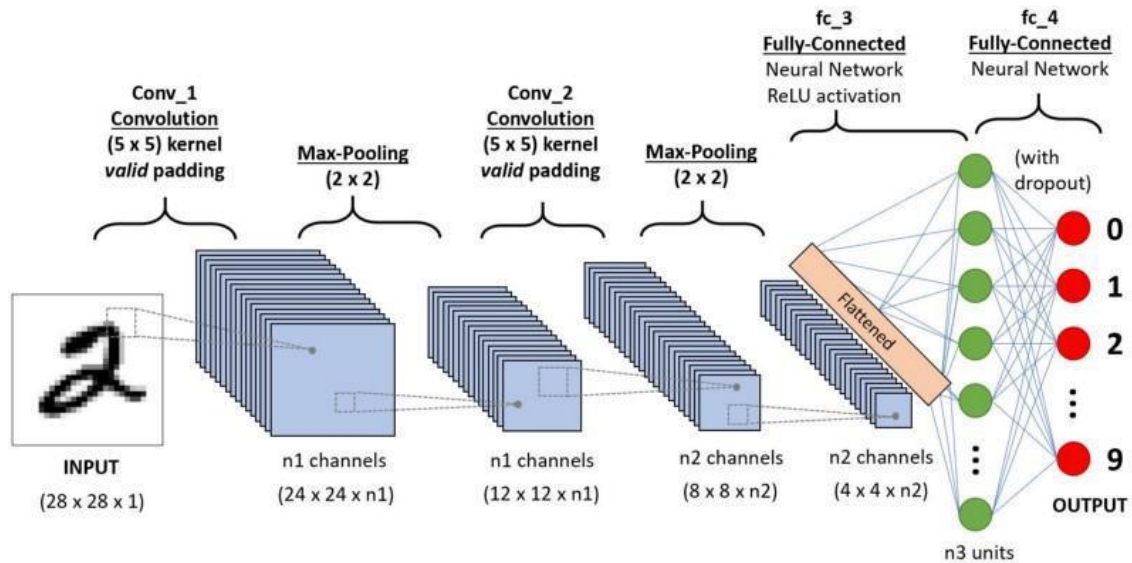 Conv_1
Convolution
(5 x 5) kernel
valid padding
Max-Pooling
(2 x 2)
Conv_2
Convolution
(5 x 5) kernel
valid padding
Max-Pooling
(2 x 2)
fc_3
Fully-Connected
Neural Network
ReLU activation
fc_4
Fully-Connected
Neural Network
(with
dropout)
Flattened
0
1
2
9
OUTPUT
2
INPUT
(28 x 28 x 1)
n1 channels
(24 x 24 x n1)
n1 channels
(12 x 12 x n1)
n2 channels
(8 x 8 x n2)
n2 channels
(4 x 4 x n2)
n3 units